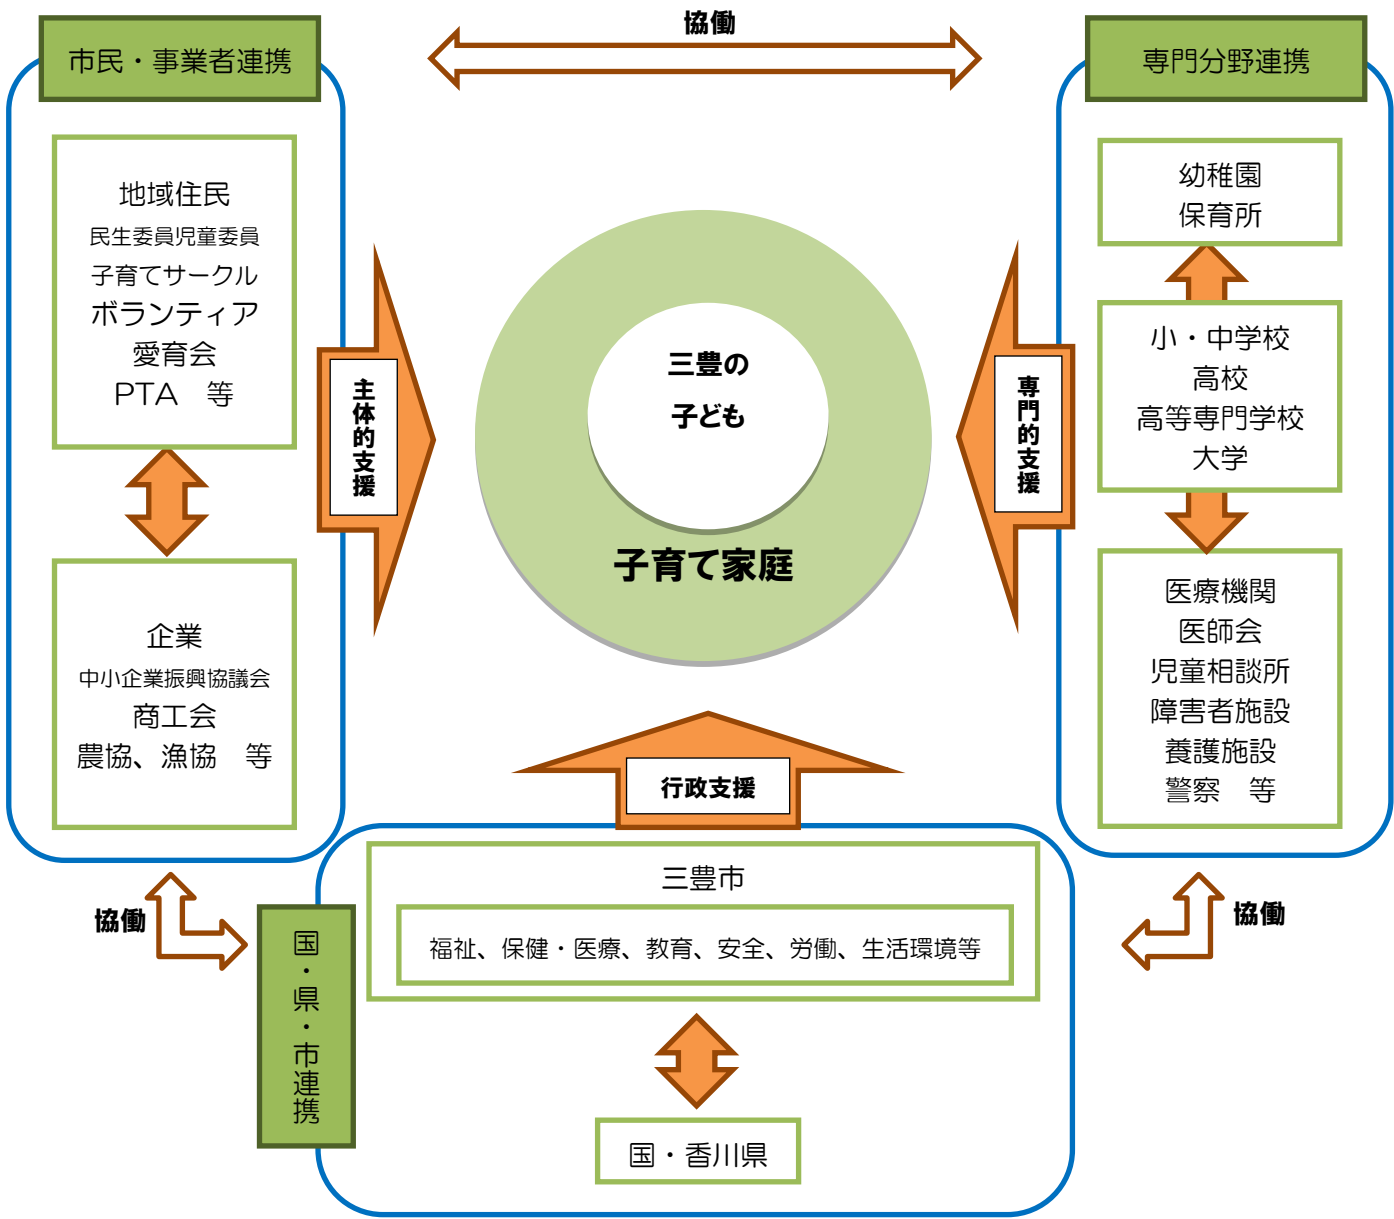 協働
市民・事業者連携
専門分野連携
地域住民
民生委員児童委員
子育てサークル
ボランティア
愛育会
PTA　等
企業
中小企業振興協議会
商工会
農協、漁協　等
主体的支援
三豊の
子ども
子育て家庭
専門的支援
幼稚園
保育所
小・中学校
高校
高等専門学校
大学
医療機関
医師会
児童相談所
障害者施設
養護施設
警察　等
行政支援
協働
協働
国・県・市連携
三豊市
福祉、保健・医療、教育、安全、労働、生活環境等
国・香川県